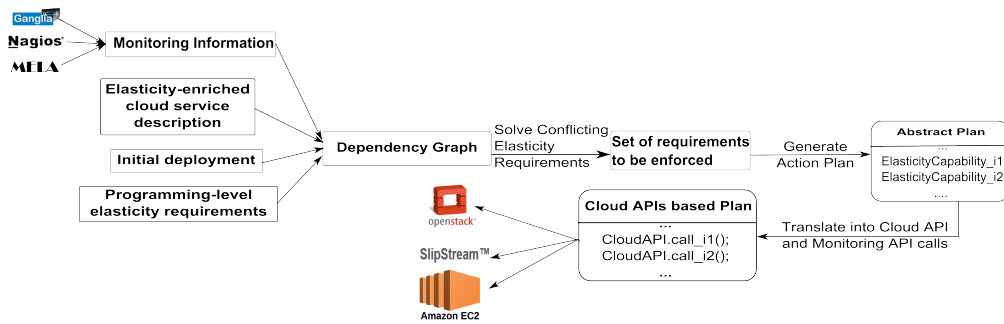 Ganglia
Nagios®
MELA
Monitoring Information
Elasticity-enriched
cloud service
description
Initial deployment
Programming-level
elasticity requirements
Dependency Graph
Solve Conflicting
Elasticity
Requirements
Set of requirements
to be enforced
Generate
Action Plan
Abstract Plan
...
ElasticityCapability_i1
ElasticityCapability_i2
....
Translate into Cloud API
and Monitoring API calls
Cloud APIs based Plan
...
CloudAPI.call_i1();
CloudAPI.call_i2();
...
openstack™
SlipStream™
Amazon EC2